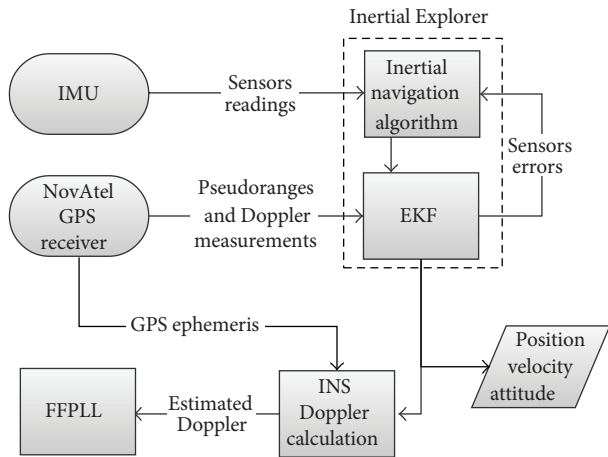 Inertial Explorer
IMU
Sensors
readings
Inertial
navigation
algorithm
Sensors
errors
NovAtel
GPS
receiver
Pseudoranges
and Doppler
measurements
EKF
GPS ephemeris
Position
velocity
attitude
FFPLL
Estimated
Doppler
INS
Doppler
calculation